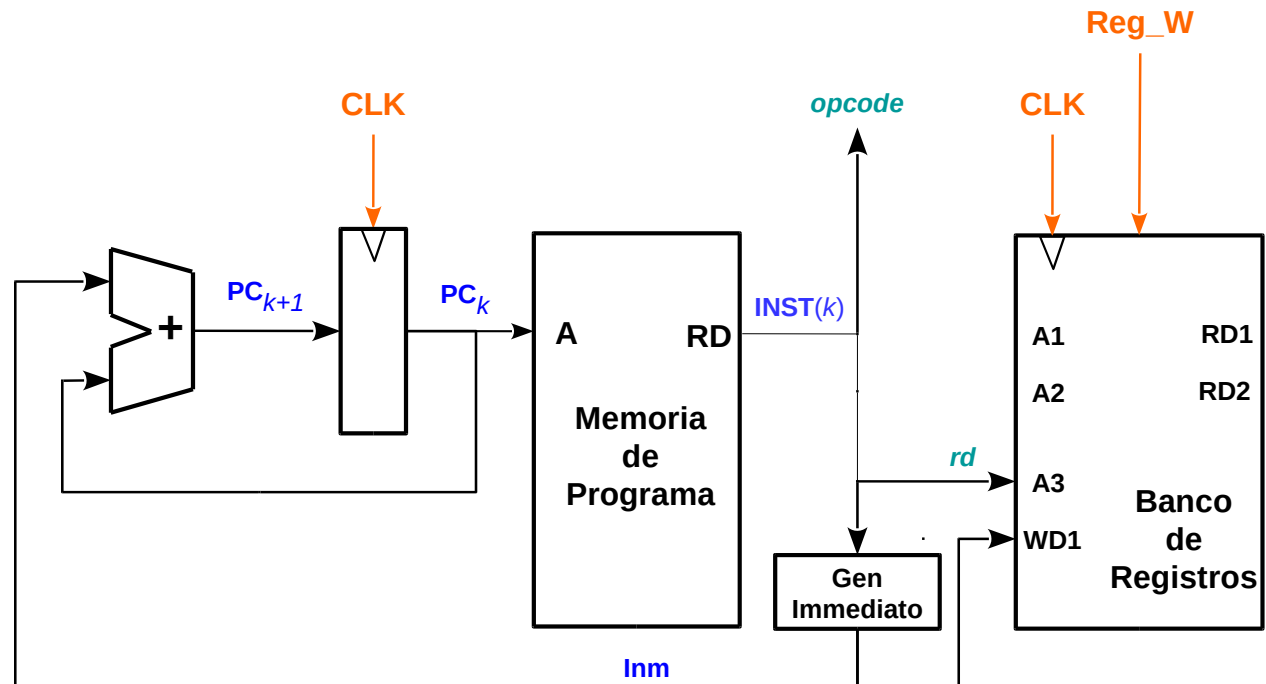 Reg_W
CLK
opcode
CLK
PCk+1
PCk
INST(k)
+
A
RD
A1
RD1
A2
RD2
Memoria
de
Programa
rd
A3
Banco
de
Registros
WD1
Gen
Immediato
Inm